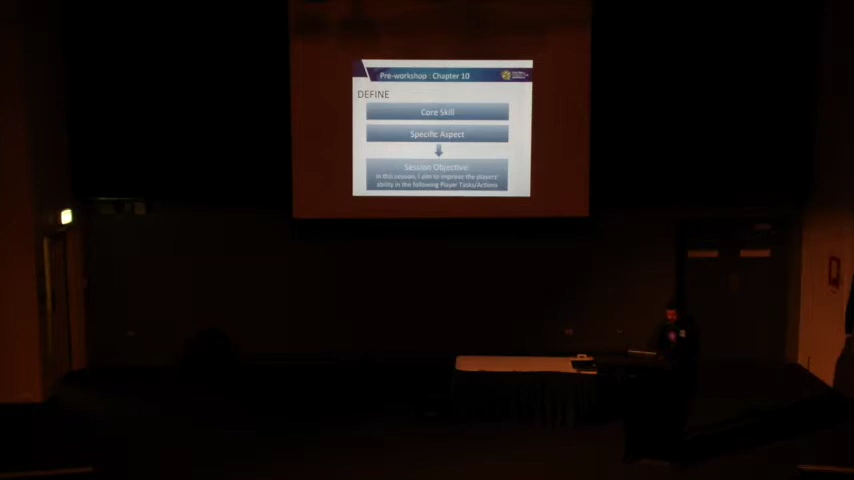 Pre-workshop : Chapter 10
DEFINE
Core Skill
Specific Aspect
Session Objective
In this session, I aim to improve the players'
ability in the following Player Tasks/Actions